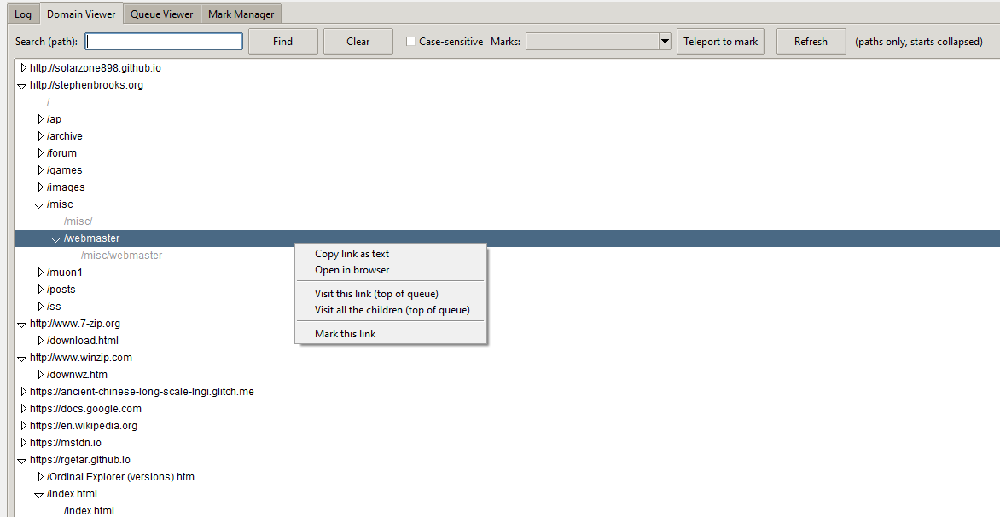 Log Domain Viewer Queue Viewer Mark Manager
Search (path): Find Clear Case-sensitive Marks: Teleport to mark Refresh (paths only, starts collapsed)
http://solarzone898.github.io
http://stephenbrooks.org
/
/ap
/archive
/forum
/games
/images
/misc
/misc/
/webmaster
/misc/webmaster
/muon1
/posts
/ss
http://www.7-zip.org
/download.html
http://www.winzip.com
/downwz.htm
https://ancient-chinese-long-scale-lngi.glitch.me
https://docs.google.com
https://en.wikipedia.org
https://mstdn.io
https://rgetar.github.io
/Ordinal Explorer (versions).htm
/index.html
/index.html
Copy link as text
Open in browser
Visit this link (top of queue)
Visit all the children (top of queue)
Mark this link